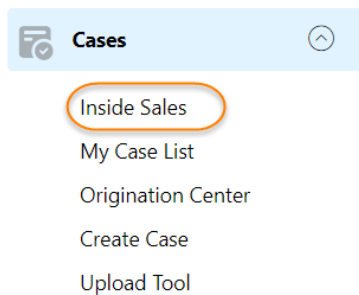 Cases
Inside Sales
My Case List
Origination Center
Create Case
Upload Tool